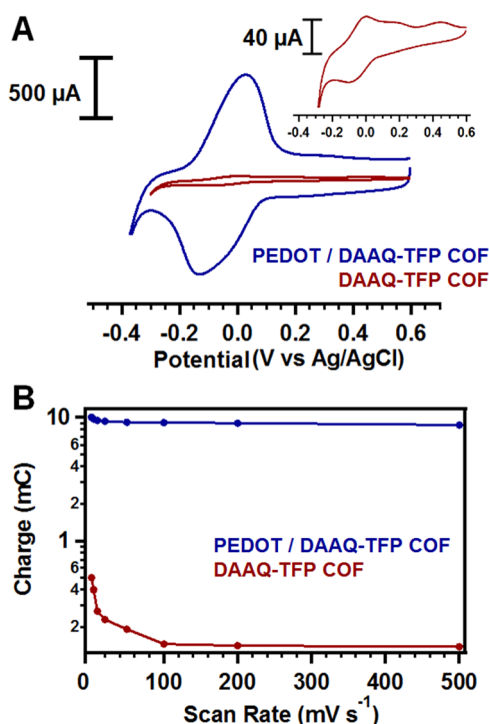 A
500 µA
40 µA
-0.4 -0.2 0.0 0.2 0.4 0.6
PEDOT / DAAQ-TFP COF
DAAQ-TFP COF
-0.4 -0.2 0.0 0.2 0.4 0.6
Potential(V vs Ag/AgCl)
B
Charge (mC)
10
6
4
2
1
6
4
2
PEDOT / DAAQ-TFP COF
DAAQ-TFP COF
0 100 200 300 400 500
Scan Rate (mV s⁻¹)